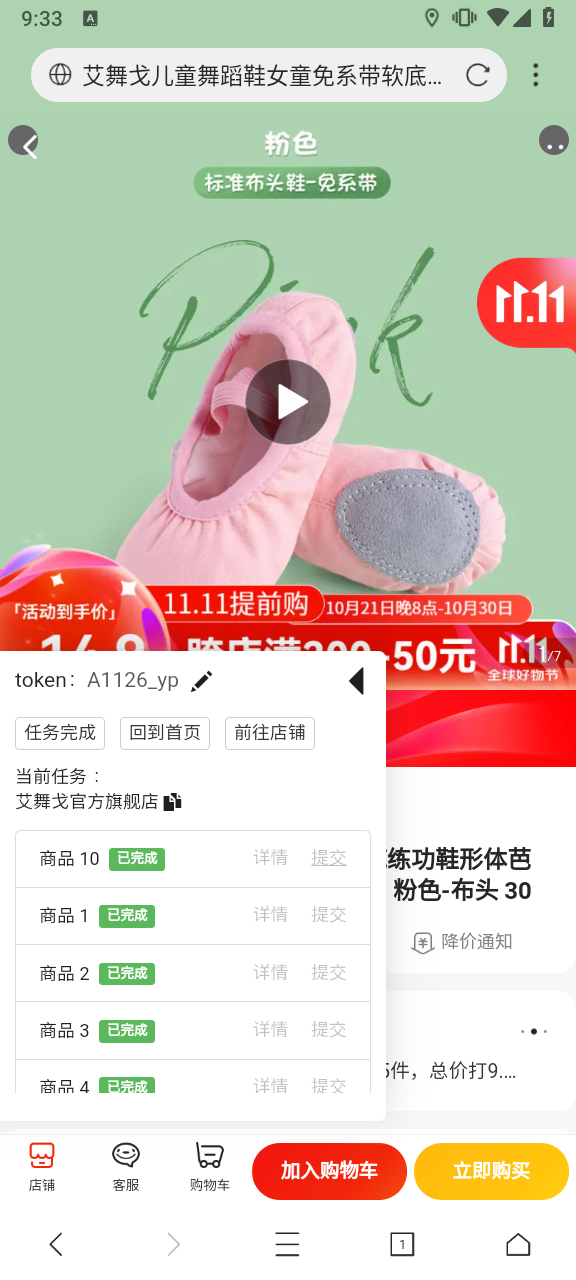 9:33
A
艾舞戈儿童舞蹈鞋女童免系带软底...
粉色
标准布头鞋-免系带
Pink
11.11
「活动到手价」
11.11提前购
10月21日晚8点-10月30日
跨店满300-50元
11.11
全球好物节
1/7
token： A1126_yp
任务完成 回到首页 前往店铺
当前任务：
艾舞戈官方旗舰店
商品 10 已完成 详情 提交
商品 1 已完成 详情 提交
商品 2 已完成 详情 提交
商品 3 已完成 详情 提交
商品 4 已完成 详情 提交
练功鞋形体芭
粉色-布头 30
降价通知
5件，总价打9....
店铺 客服 购物车 加入购物车 立即购买
1